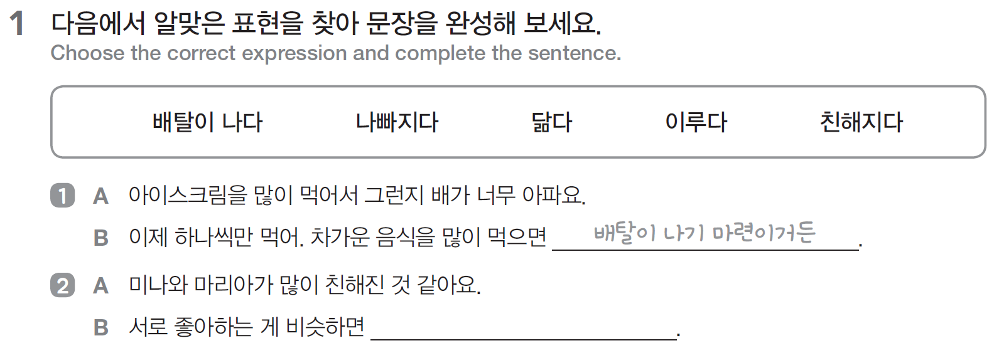 1 다음에서 알맞은 표현을 찾아 문장을 완성해 보세요.
Choose the correct expression and complete the sentence.
배탈이 나다 나빠지다 닮다 이루다 친해지다
1 A 아이스크림을 많이 먹어서 그런지 배가 너무 아파요.
B 이제 하나씩만 먹어. 차가운 음식을 많이 먹으면 배탈이 나기 마련이거든.
2 A 미나와 마리아가 많이 친해진 것 같아요.
B 서로 좋아하는 게 비슷하면 .